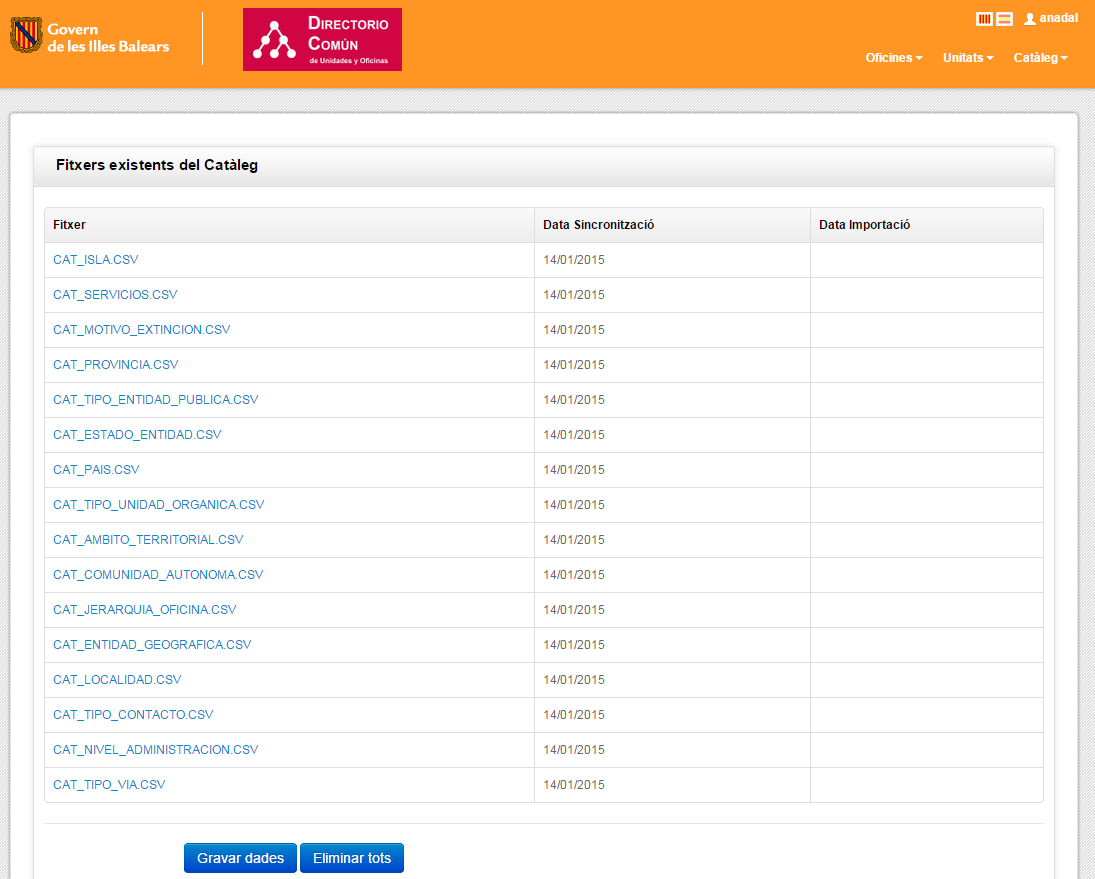 Govern
de les Illes Balears
DIRECTORIO
COMÚN
de Unidades y Oficinas
anadal
Oficines
Unitats
Catàleg
Fitxers existents del Catàleg
Fitxer Data Sincronització Data Importació
CAT_ISLA.CSV 14/01/2015
CAT_SERVICIOS.CSV 14/01/2015
CAT_MOTIVO_EXTINCION.CSV 14/01/2015
CAT_PROVINCIA.CSV 14/01/2015
CAT_TIPO_ENTIDAD_PUBLICA.CSV 14/01/2015
CAT_ESTADO_ENTIDAD.CSV 14/01/2015
CAT_PAIS.CSV 14/01/2015
CAT_TIPO_UNIDAD_ORGANICA.CSV 14/01/2015
CAT_AMBITO_TERRITORIAL.CSV 14/01/2015
CAT_COMUNIDAD_AUTONOMA.CSV 14/01/2015
CAT_JERARQUIA_OFICINA.CSV 14/01/2015
CAT_ENTIDAD_GEOGRAFICA.CSV 14/01/2015
CAT_LOCALIDAD.CSV 14/01/2015
CAT_TIPO_CONTACTO.CSV 14/01/2015
CAT_NIVEL_ADMINISTRACION.CSV 14/01/2015
CAT_TIPO_VIA.CSV 14/01/2015
Gravar dades Eliminar tots